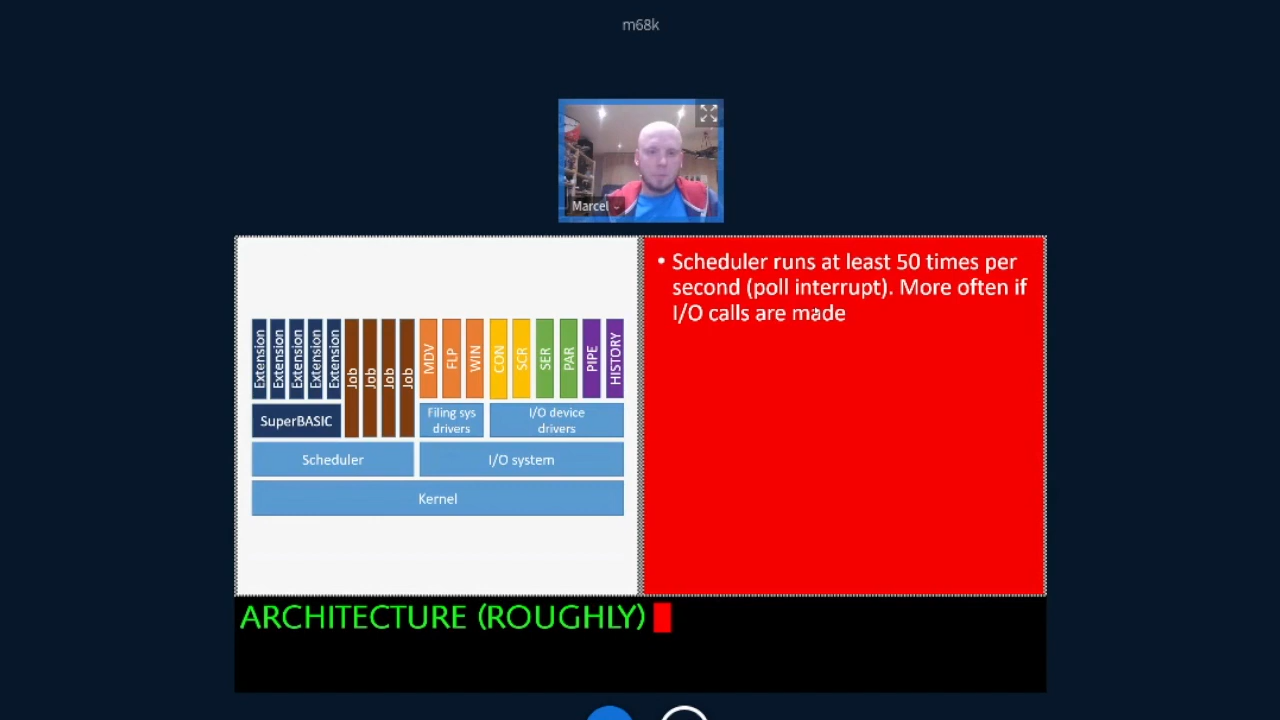 m68k
Marcel
Extension Extension Extension Extension Extension Job Job Job Job MDV FLP WIN CON SCR SER PAR PIPE HISTORY
SuperBASIC
Filing sys
drivers
I/O device
drivers
Scheduler
I/O system
Kernel
• Scheduler runs at least 50 times per
second (poll interrupt). More often if
I/O calls are made
ARCHITECTURE (ROUGHLY)